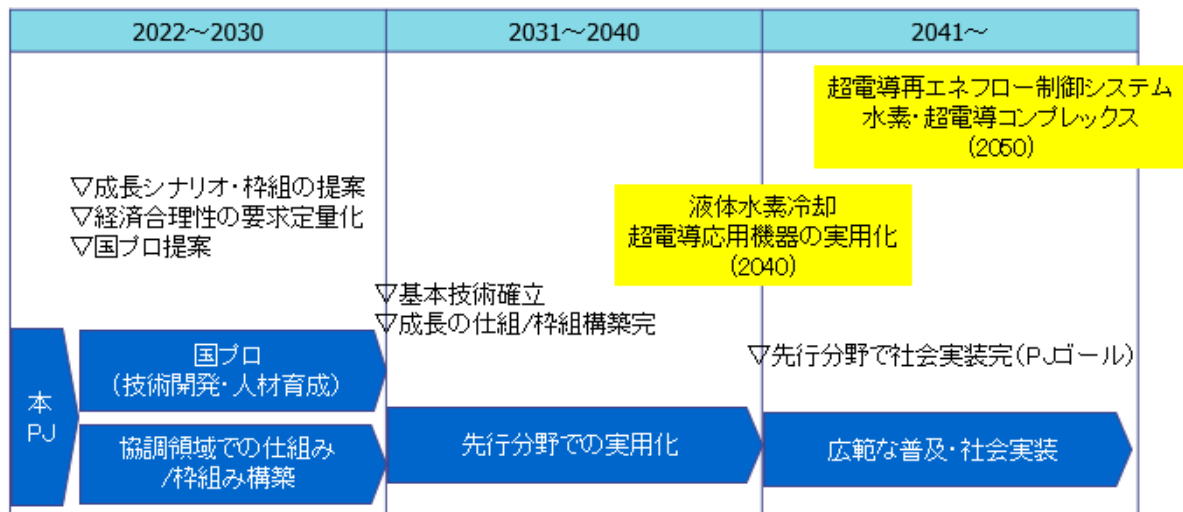 2022～2030
2031～2040
2041～
超電導再エネフロー制御システム
水素・超電導コンプレックス
(2050)
▽成長シナリオ・枠組の提案
▽経済合理性の要求定量化
▽国プロ提案
液体水素冷却
超電導応用機器の実用化
(2040)
▽基本技術確立
▽成長の仕組/枠組構築完
▽先行分野で社会実装完(PJゴール)
本
PJ
国プロ
(技術開発・人材育成)
協調領域での仕組み
/枠組み構築
先行分野での実用化
広範な普及・社会実装